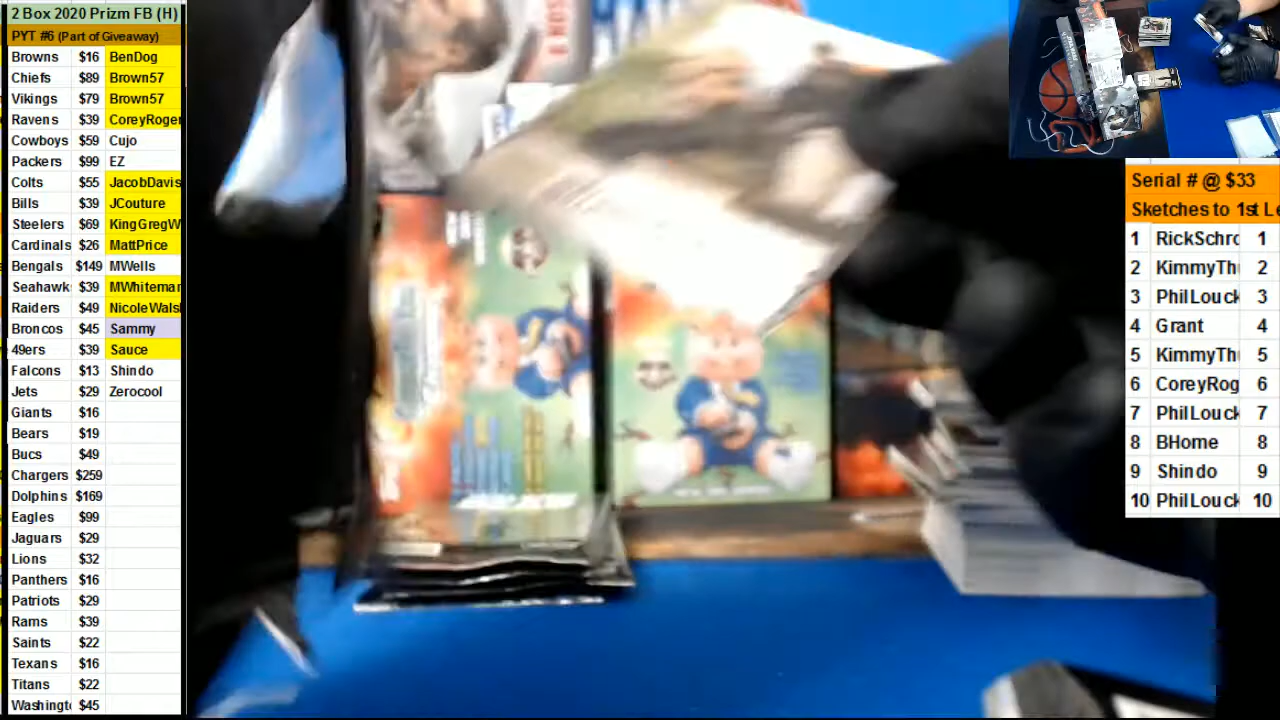 2 Box 2020 Prizm FB (H)
PYT #6 (Part of Giveaway)
Browns $16 BenDog
Chiefs $89 Brown57
Vikings $79 Brown57
Ravens $39 CoreyRoger
Cowboys $59 Cujo
Packers $99 EZ
Colts $55 JacobDavis
Bills $39 JCouture
Steelers $69 KingGregW
Cardinals $26 MattPrice
Bengals $149 MWells
Seahawk $39 MWhiteman
Raiders $49 NicoleWalsh
Broncos $45 Sammy
49ers $39 Sauce
Falcons $13 Shindo
Jets $29 Zerocool
Giants $16
Bears $19
Bucs $49
Chargers $259
Dolphins $169
Eagles $99
Jaguars $29
Lions $32
Panthers $16
Patriots $29
Rams $39
Saints $22
Texans $16
Titans $22
Washingt $45
Serial # @ $33
Sketches to 1st Le
1 RickSchro 1
2 KimmyTh 2
3 PhilLouck 3
4 Grant 4
5 KimmyTh 5
6 CoreyRog 6
7 PhilLouck 7
8 BHome 8
9 Shindo 9
10 PhilLouck 10